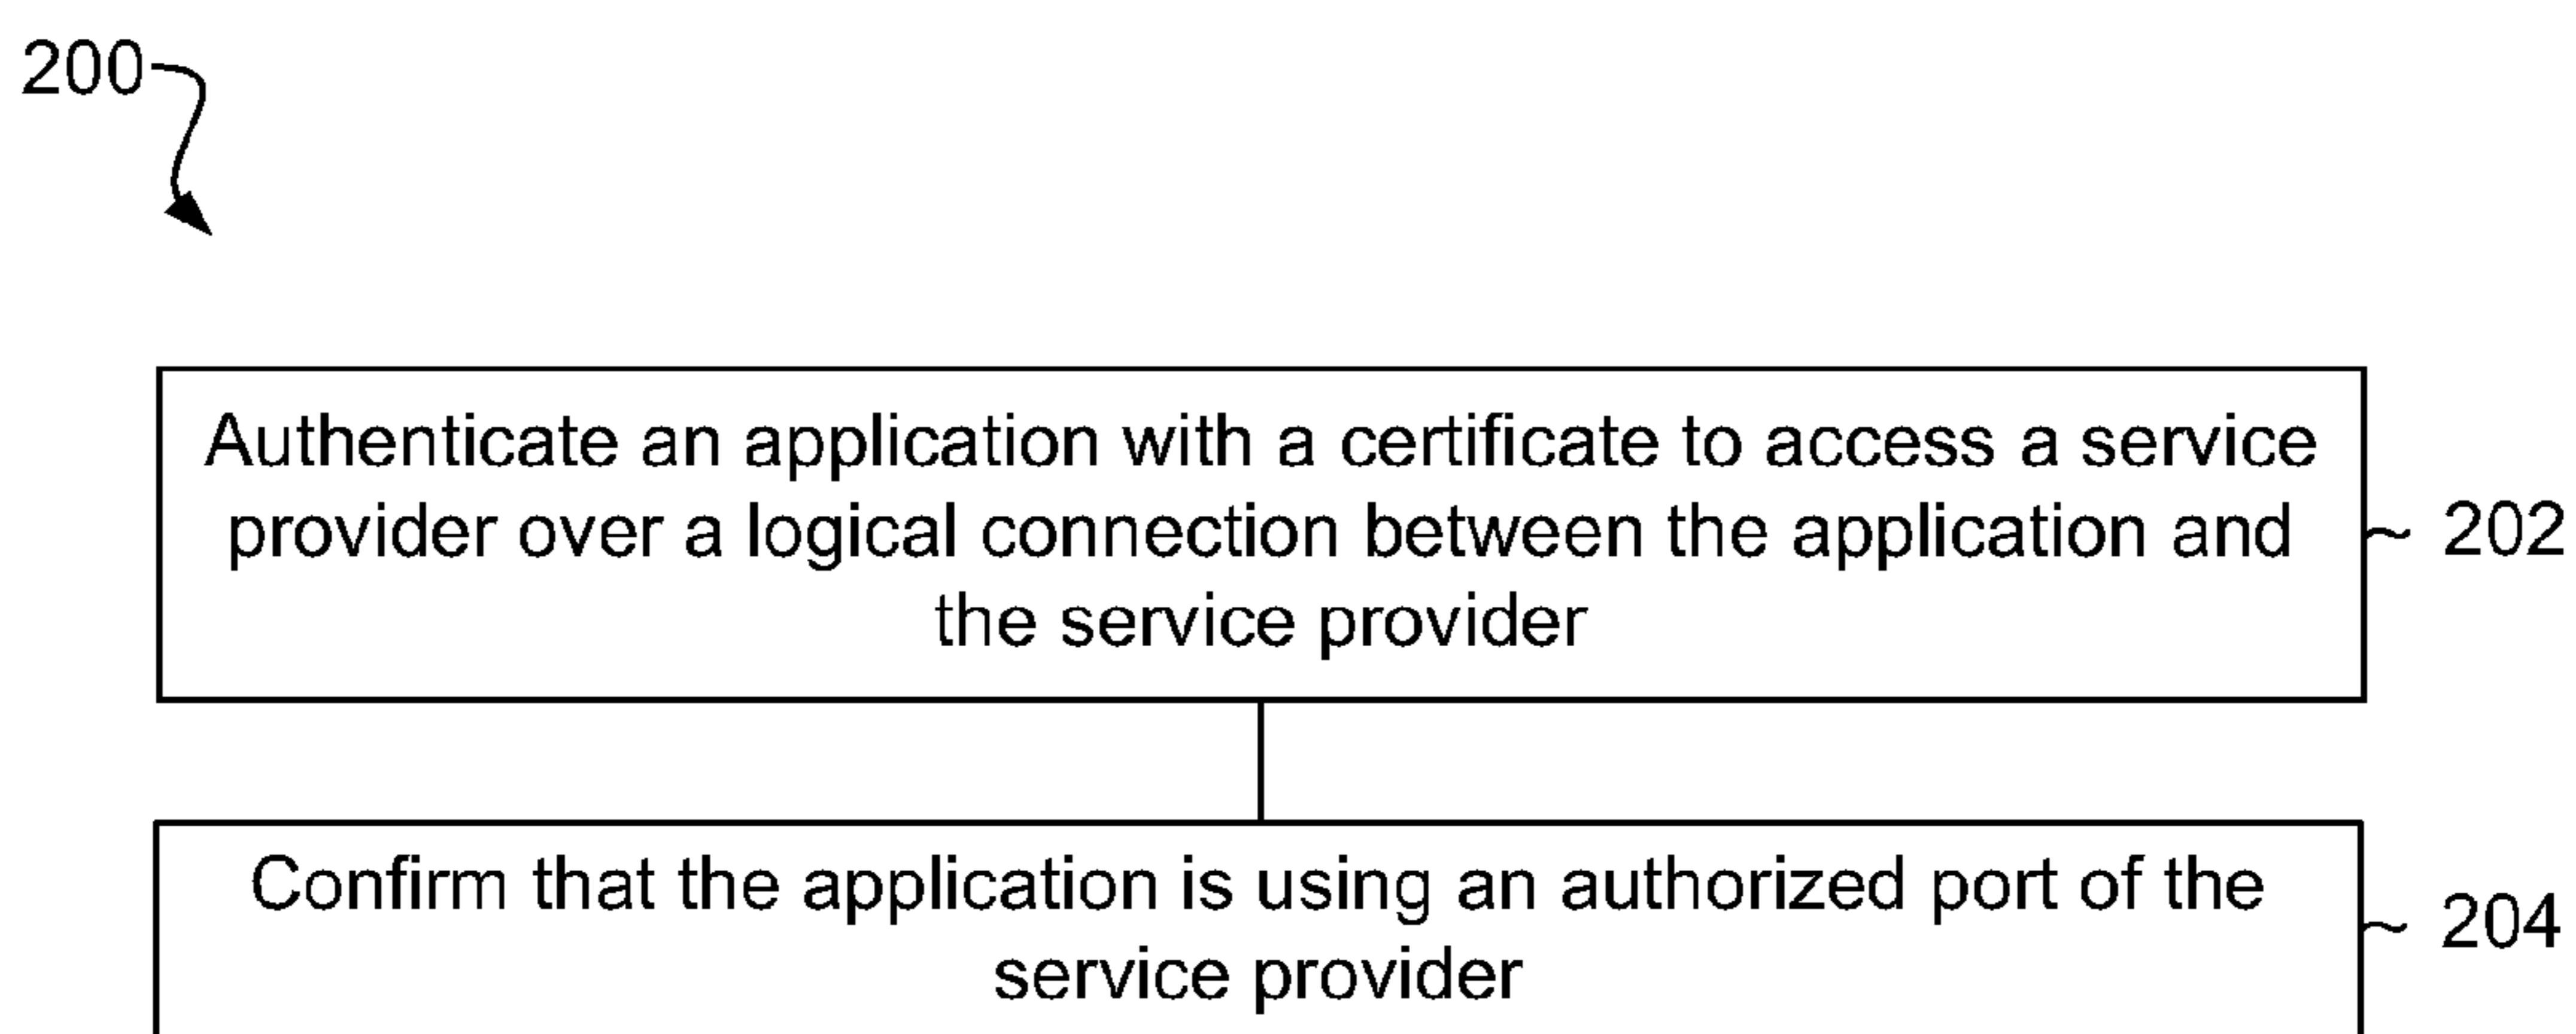 200
Authenticate an application with a certificate to access a service
provider over a logical connection between the application and
the service provider
202
Confirm that the application is using an authorized port of the
service provider
204